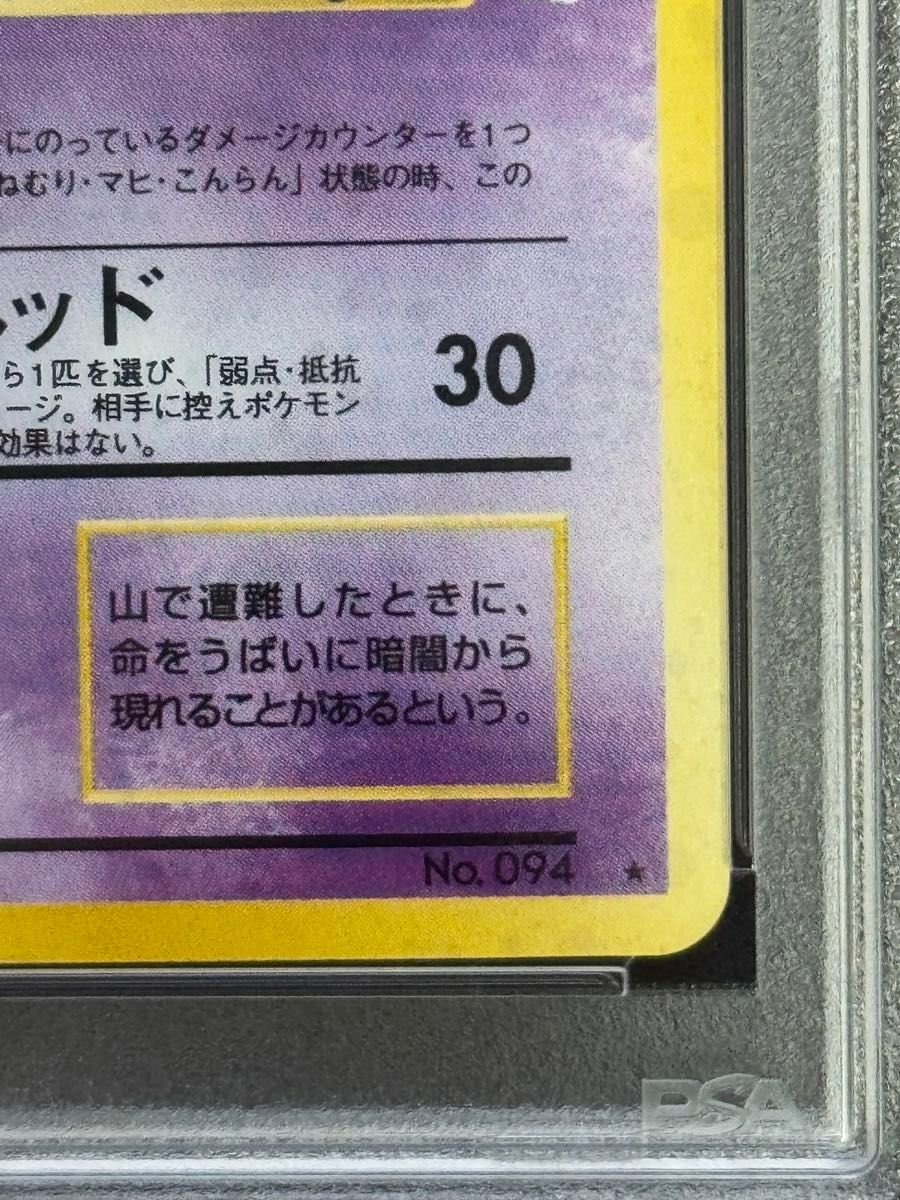 にのっているダメージカウンターを1つ
ねむり・マヒ・こんらん」状態の時、この
ッド
30
ら1匹を選び、「弱点・抵抗
ージ。相手に控えポケモン
効果はない。
山で遭難したときに、
命をうばいに暗闇から
現れることがあるという。
No. 094 ★
PSA